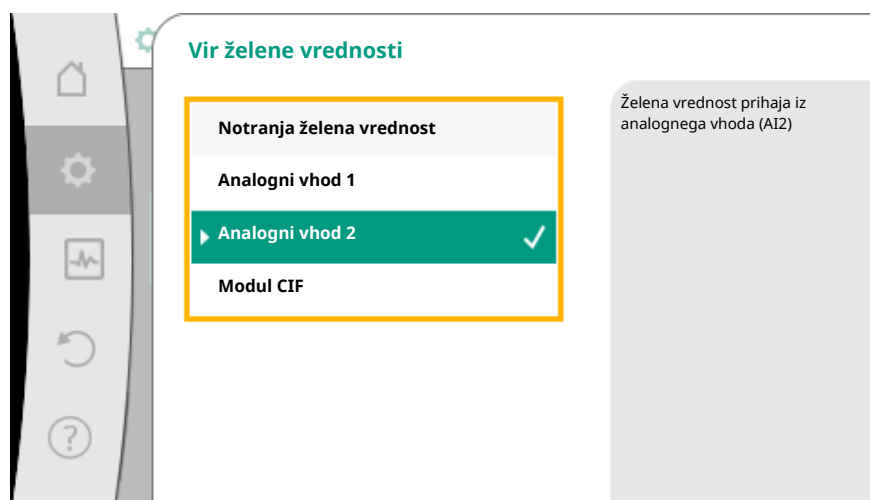 Vir želene vrednosti
Notranja želena vrednost
Analogni vhod 1
Analogni vhod 2
Modul CIF
Želena vrednost prihaja iz
analognega vhoda (AI2)
?